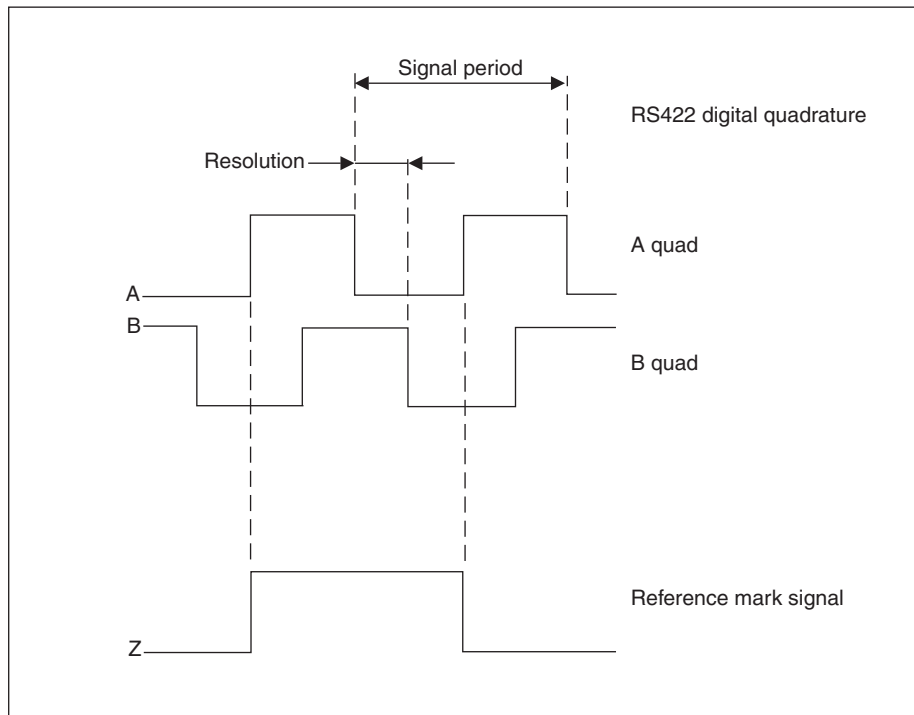 Signal period
RS422 digital quadrature
Resolution
A quad
A
B
B quad
Reference mark signal
Z